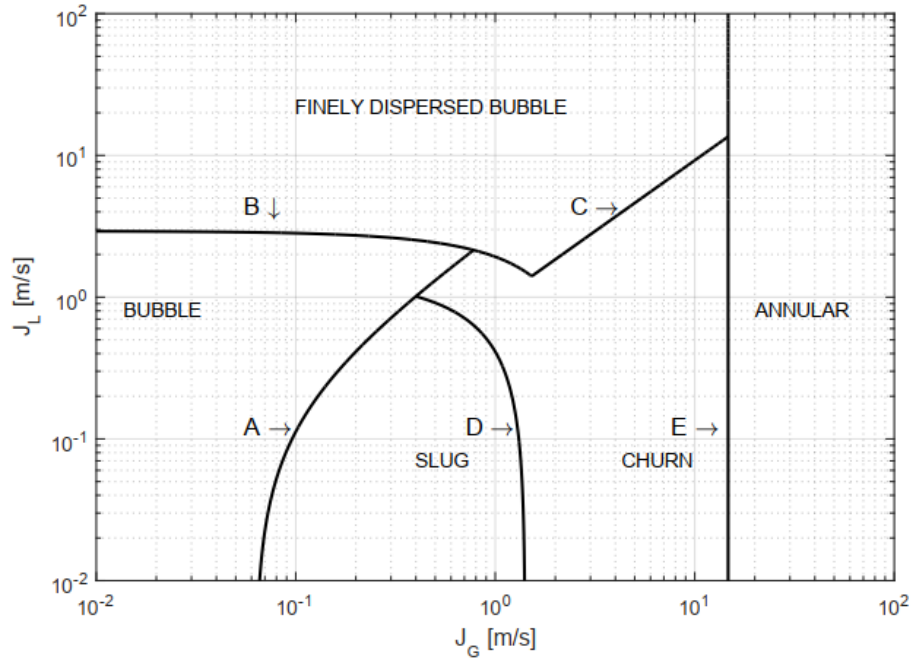 10²
FINELY DISPERSED BUBBLE
10¹
B ↓
C →
J_L [m/s]
10⁰
BUBBLE
ANNULAR
A →
D →
E →
10⁻¹
SLUG
CHURN
10⁻²
10⁻²
10⁻¹
10⁰
10¹
10²
J_G [m/s]